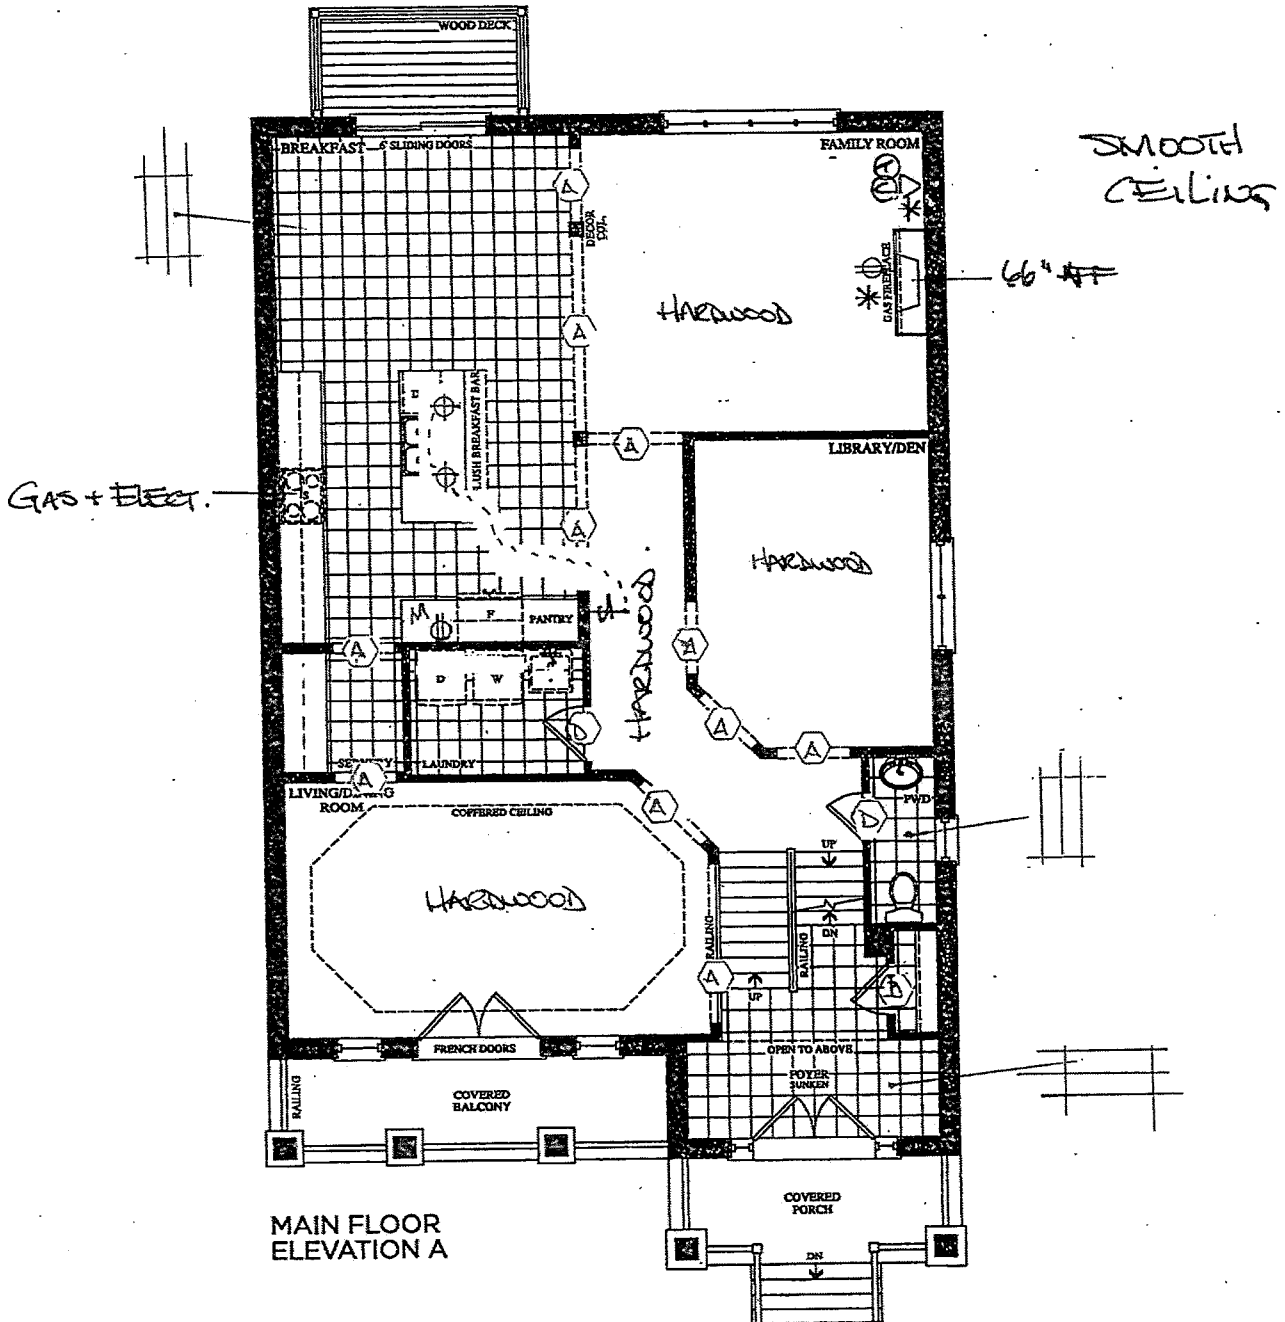 WOOD DECK
BREAKFAST
6' SLIDING DOORS
FAMILY ROOM
SMOOTH
CEILING
A
DECOR
COL.
GAS FIREPLACE
66" AFF
HARDWOOD
A
FLUSH BREAKFAST BAR
A
LIBRARY/DEN
GAS + ELECT.
S
A
HARDWOOD
HARDWOOD.
M
F
PANTRY
A
A
D
W
D
A
A
LAUNDRY
A
LIVING/DINING
ROOM
A
COFFERED CEILING
PWD
D
UP
HARDWOOD
DN
RAILING
RAILING
A
UP
D
FRENCH DOORS
OPEN TO ABOVE
FOYER
SUNKEN
RAILING
COVERED
BALCONY
COVERED
PORCH
DN
MAIN FLOOR
ELEVATION A